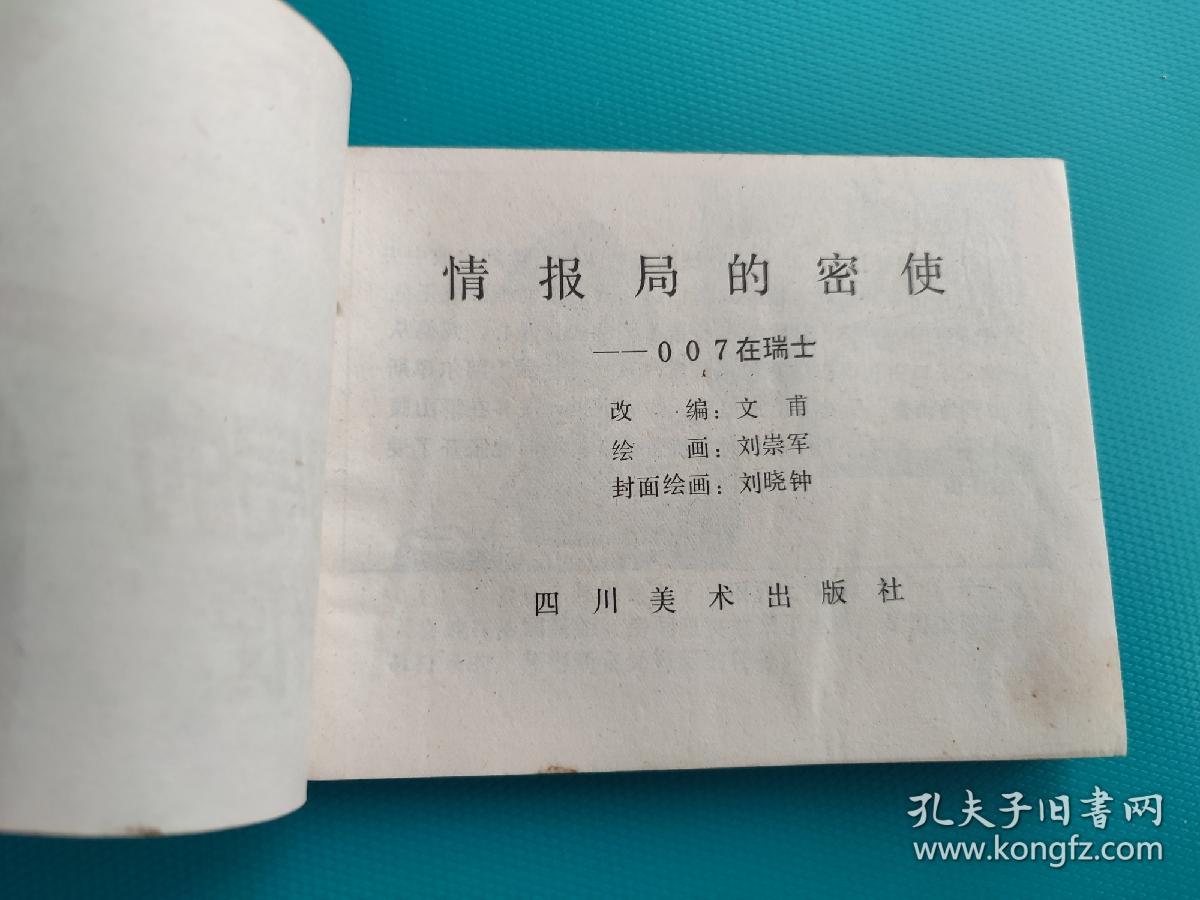 情报局的密使
——007在瑞士
改 编：文 甫
绘 画：刘崇军
封面绘画：刘晓钟
四川美术出版社
孔夫子旧书网
www.kongfz.com